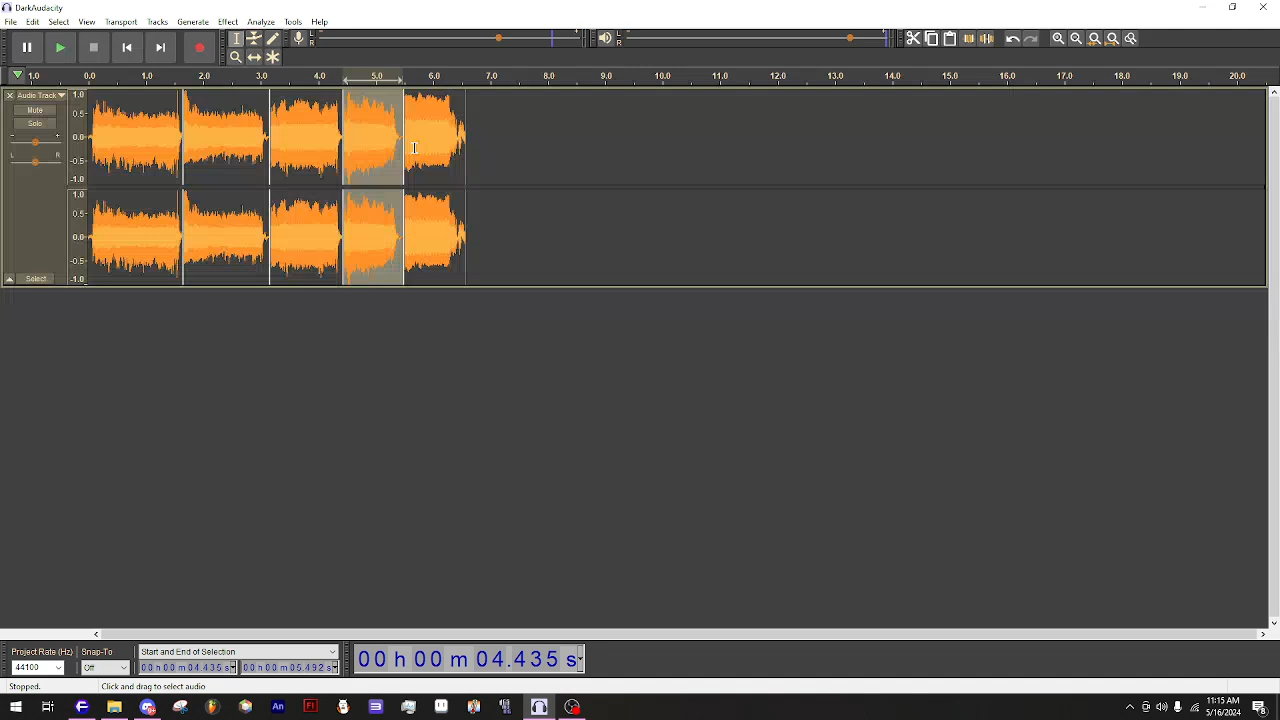 DarkAudacity
File Edit Select View Transport Tracks Generate Effect Analyze Tools Help
L
R
L
R
1.0 0.0 1.0 2.0 3.0 4.0 5.0 6.0 7.0 8.0 9.0 10.0 11.0 12.0 13.0 14.0 15.0 16.0 17.0 18.0 19.0 20.0
Audio Track
Mute
Solo
- +
L R
1.0
0.5
0.0
-0.5
-1.0
1.0
0.5
0.0
-0.5
-1.0
Select
Project Rate (Hz) Snap-To Start and End of Selection
44100 Off 00 h 00 m 04.435 s 00 h 00 m 05.492 s
00 h 00 m 04.435 s
Stopped. Click and drag to select audio
An Fl
11:15 AM
5/16/2024